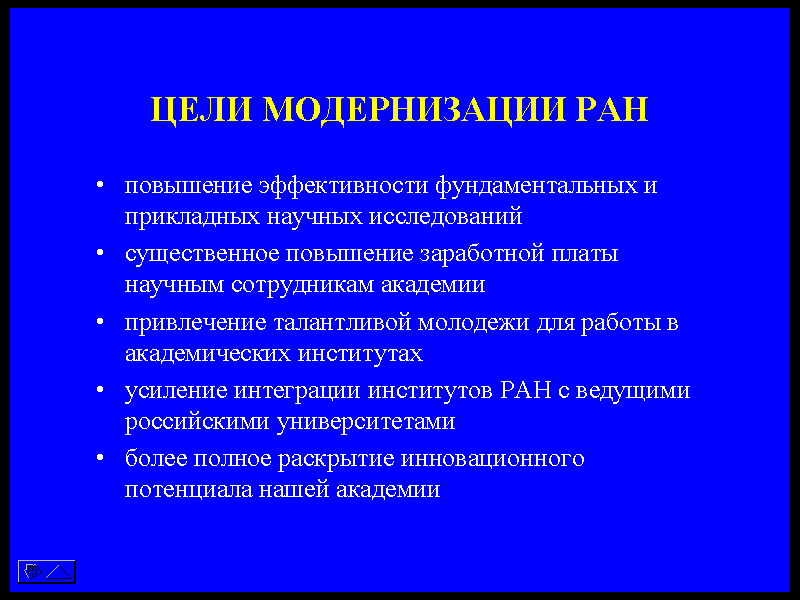 ЦЕЛИ МОДЕРНИЗАЦИИ РАН
• повышение эффективности фундаментальных и
прикладных научных исследований
• существенное повышение заработной платы
научным сотрудникам академии
• привлечение талантливой молодежи для работы в
академических институтах
• усиление интеграции институтов РАН с ведущими
российскими университетами
• более полное раскрытие инновационного
потенциала нашей академии